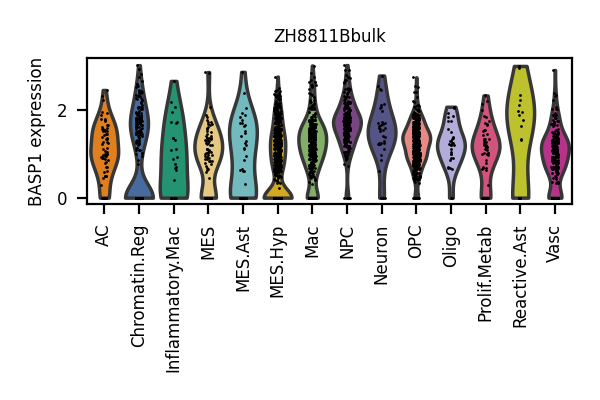 ZH8811Bbulk
BASP1 expression
2
0
AC
Chromatin.Reg
Inflammatory.Mac
MES
MES.Ast
MES.Hyp
Mac
NPC
Neuron
OPC
Oligo
Prolif.Metab
Reactive.Ast
Vasc